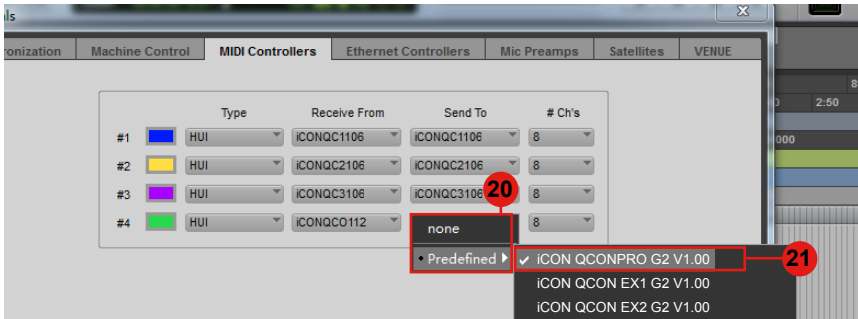 als
ronization Machine Control MIDI Controllers Ethernet Controllers Mic Preamps Satellites VENUE
8
0 2:50
000
Type Receive From Send To # Ch's
#1 HUI iCONQC1106 iCONQC1106 8
#2 HUI iCONQC2106 iCONQC2106 8
#3 HUI iCONQC3106 iCONQC3106 8
20
#4 HUI iCONQCO112 8
none
• Predefined ✓ iCON QCONPRO G2 V1.00 21
iCON QCON EX1 G2 V1.00
iCON QCON EX2 G2 V1.00